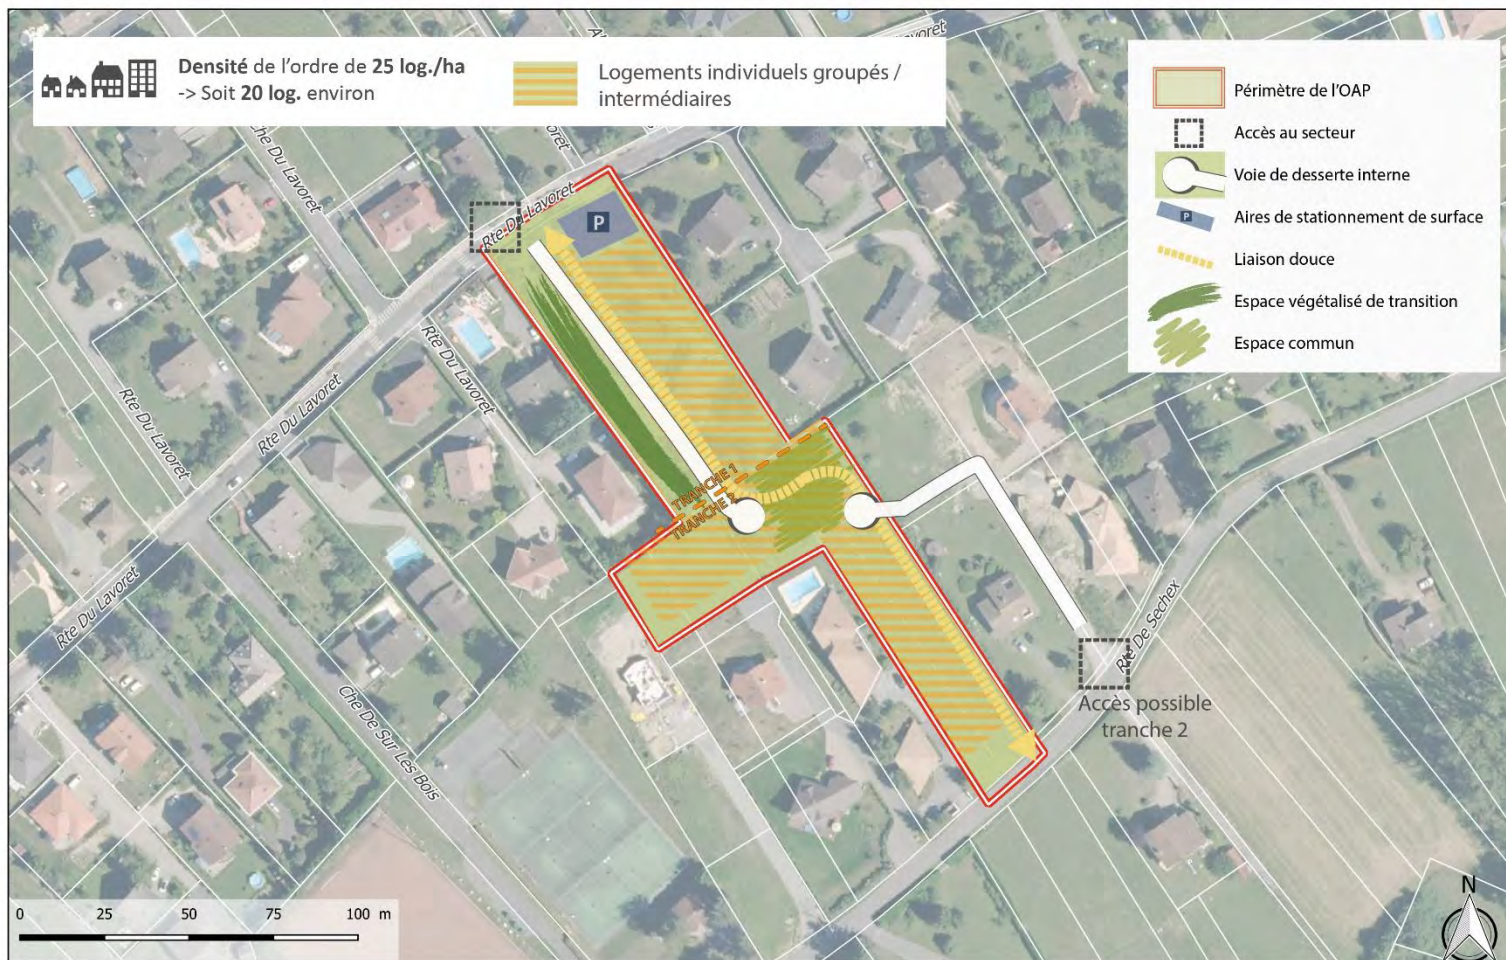 Densité de l'ordre de 25 log./ha
-> Soit 20 log. environ
Logements individuels groupés /
intermédiaires
Périmètre de l'OAP
Accès au secteur
Voie de desserte interne
P
Aires de stationnement de surface
Liaison douce
Espace végétalisé de transition
Espace commun
Che Du Lavoret
Rte Du Lavoret
P
Rte Du Lavoret
Rte Du Lavoret
Rte Du Lavoret
Rte Du Lavoret
Che De Sur Les Bois
TRANCHE 1
TRANCHE 2
Rte De Sechex
Accès possible
tranche 2
0 25 50 75 100 m
N